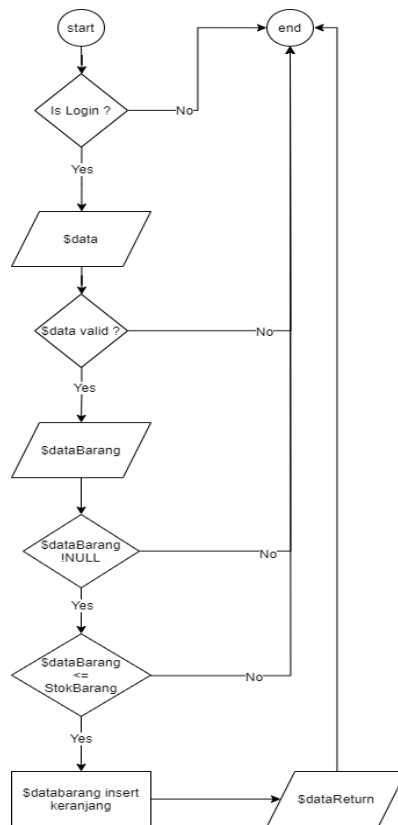 start
end
Is Login ?
No
Yes
$data
$data valid ?
No
Yes
$dataBarang
$dataBarang
!NULL
No
Yes
$dataBarang
<=
StokBarang
No
Yes
$databarang insert
keranjang
$dataReturn